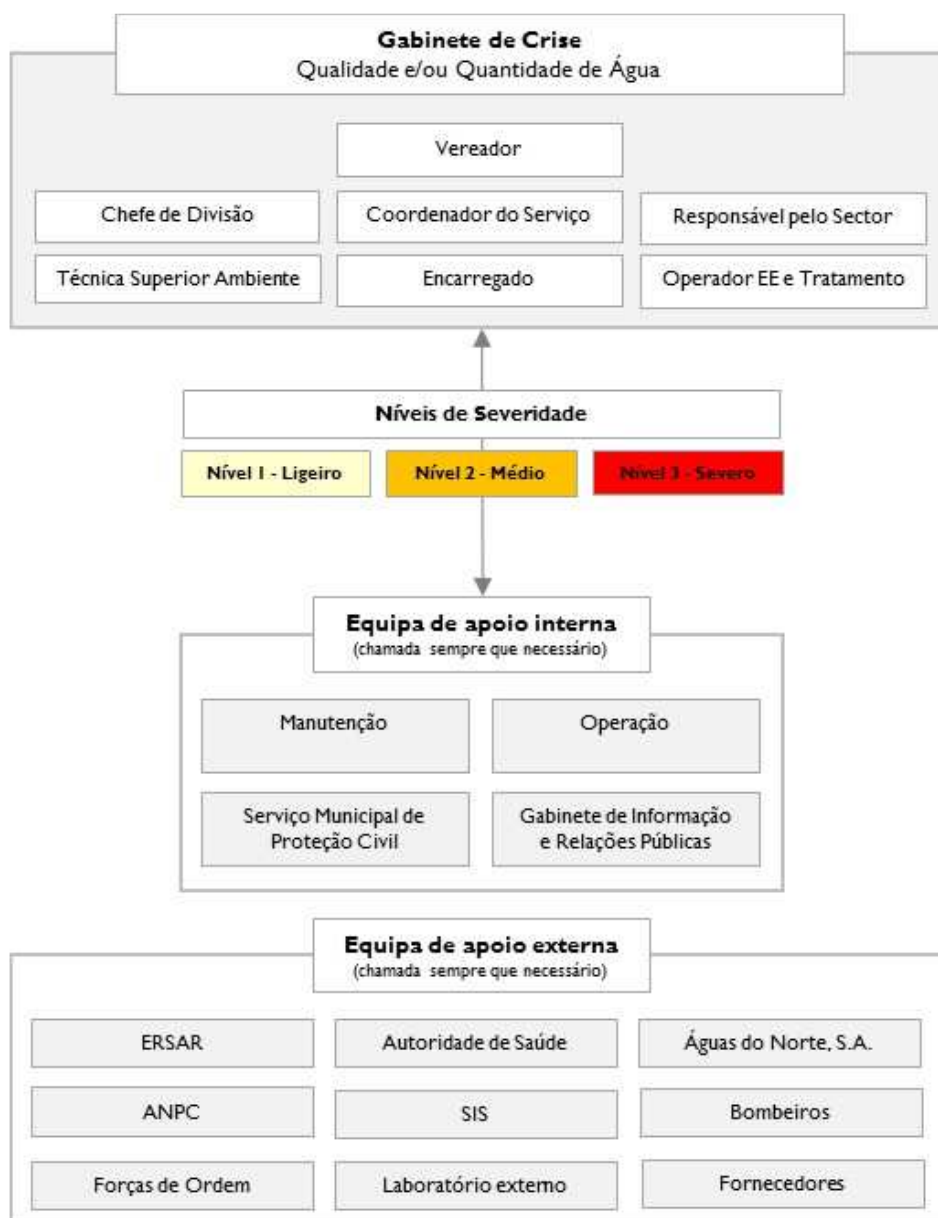 Gabinete de Crise
Qualidade e/ou Quantidade de Água
Vereador
Chefe de Divisão
Coordenador do Serviço
Responsável pelo Sector
Técnica Superior Ambiente
Encarregado
Operador EE e Tratamento
Níveis de Severidade
Nível 1 - Ligeiro
Nível 2 - Médio
Nível 3 - Severo
Equipa de apoio interna
(chamada sempre que necessário)
Manutenção
Operação
Serviço Municipal de
Proteção Civil
Gabinete de Informação
e Relações Públicas
Equipa de apoio externa
(chamada sempre que necessário)
ERSAR
Autoridade de Saúde
Águas do Norte, S.A.
ANPC
SIS
Bombeiros
Forças de Ordem
Laboratório externo
Fornecedores